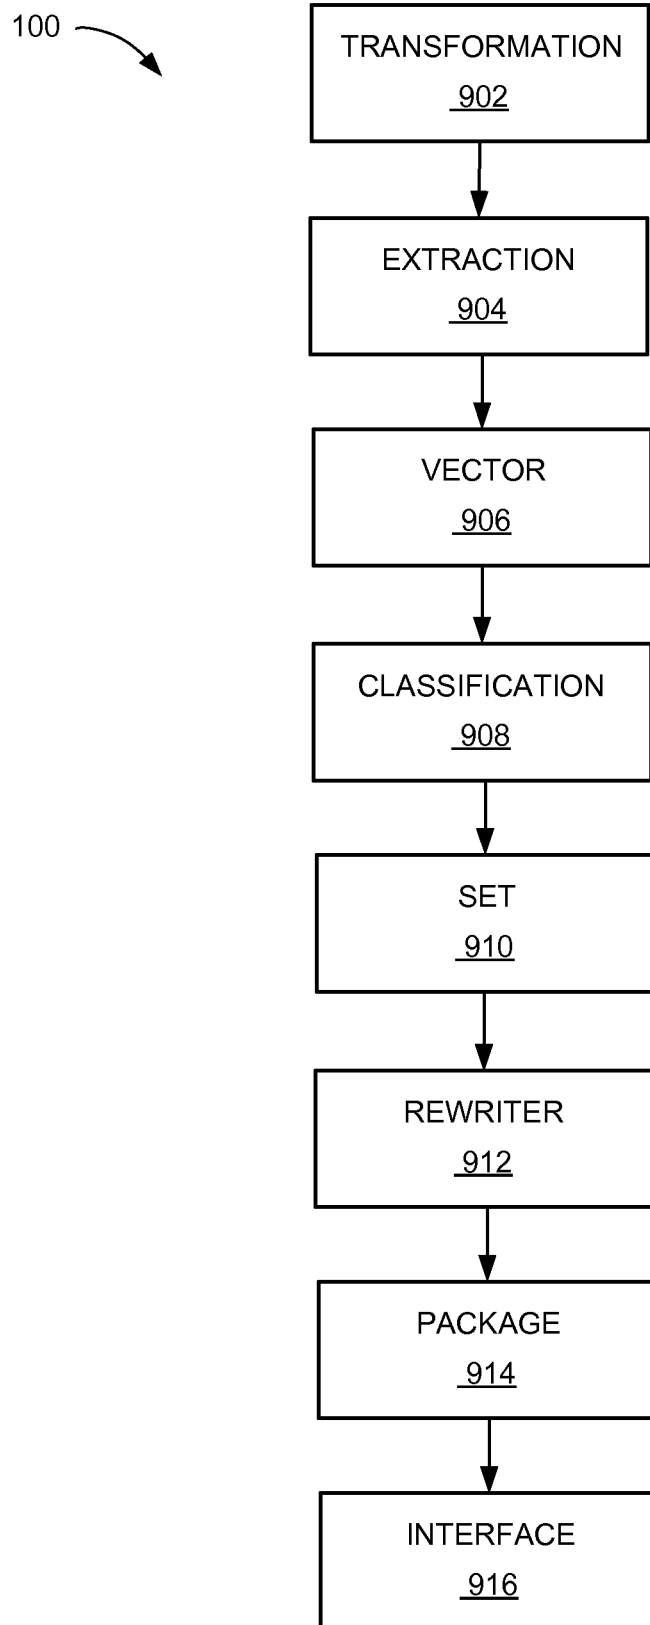 100
TRANSFORMATION
902
EXTRACTION
904
VECTOR
906
CLASSIFICATION
908
SET
910
REWRITER
912
PACKAGE
914
INTERFACE
916